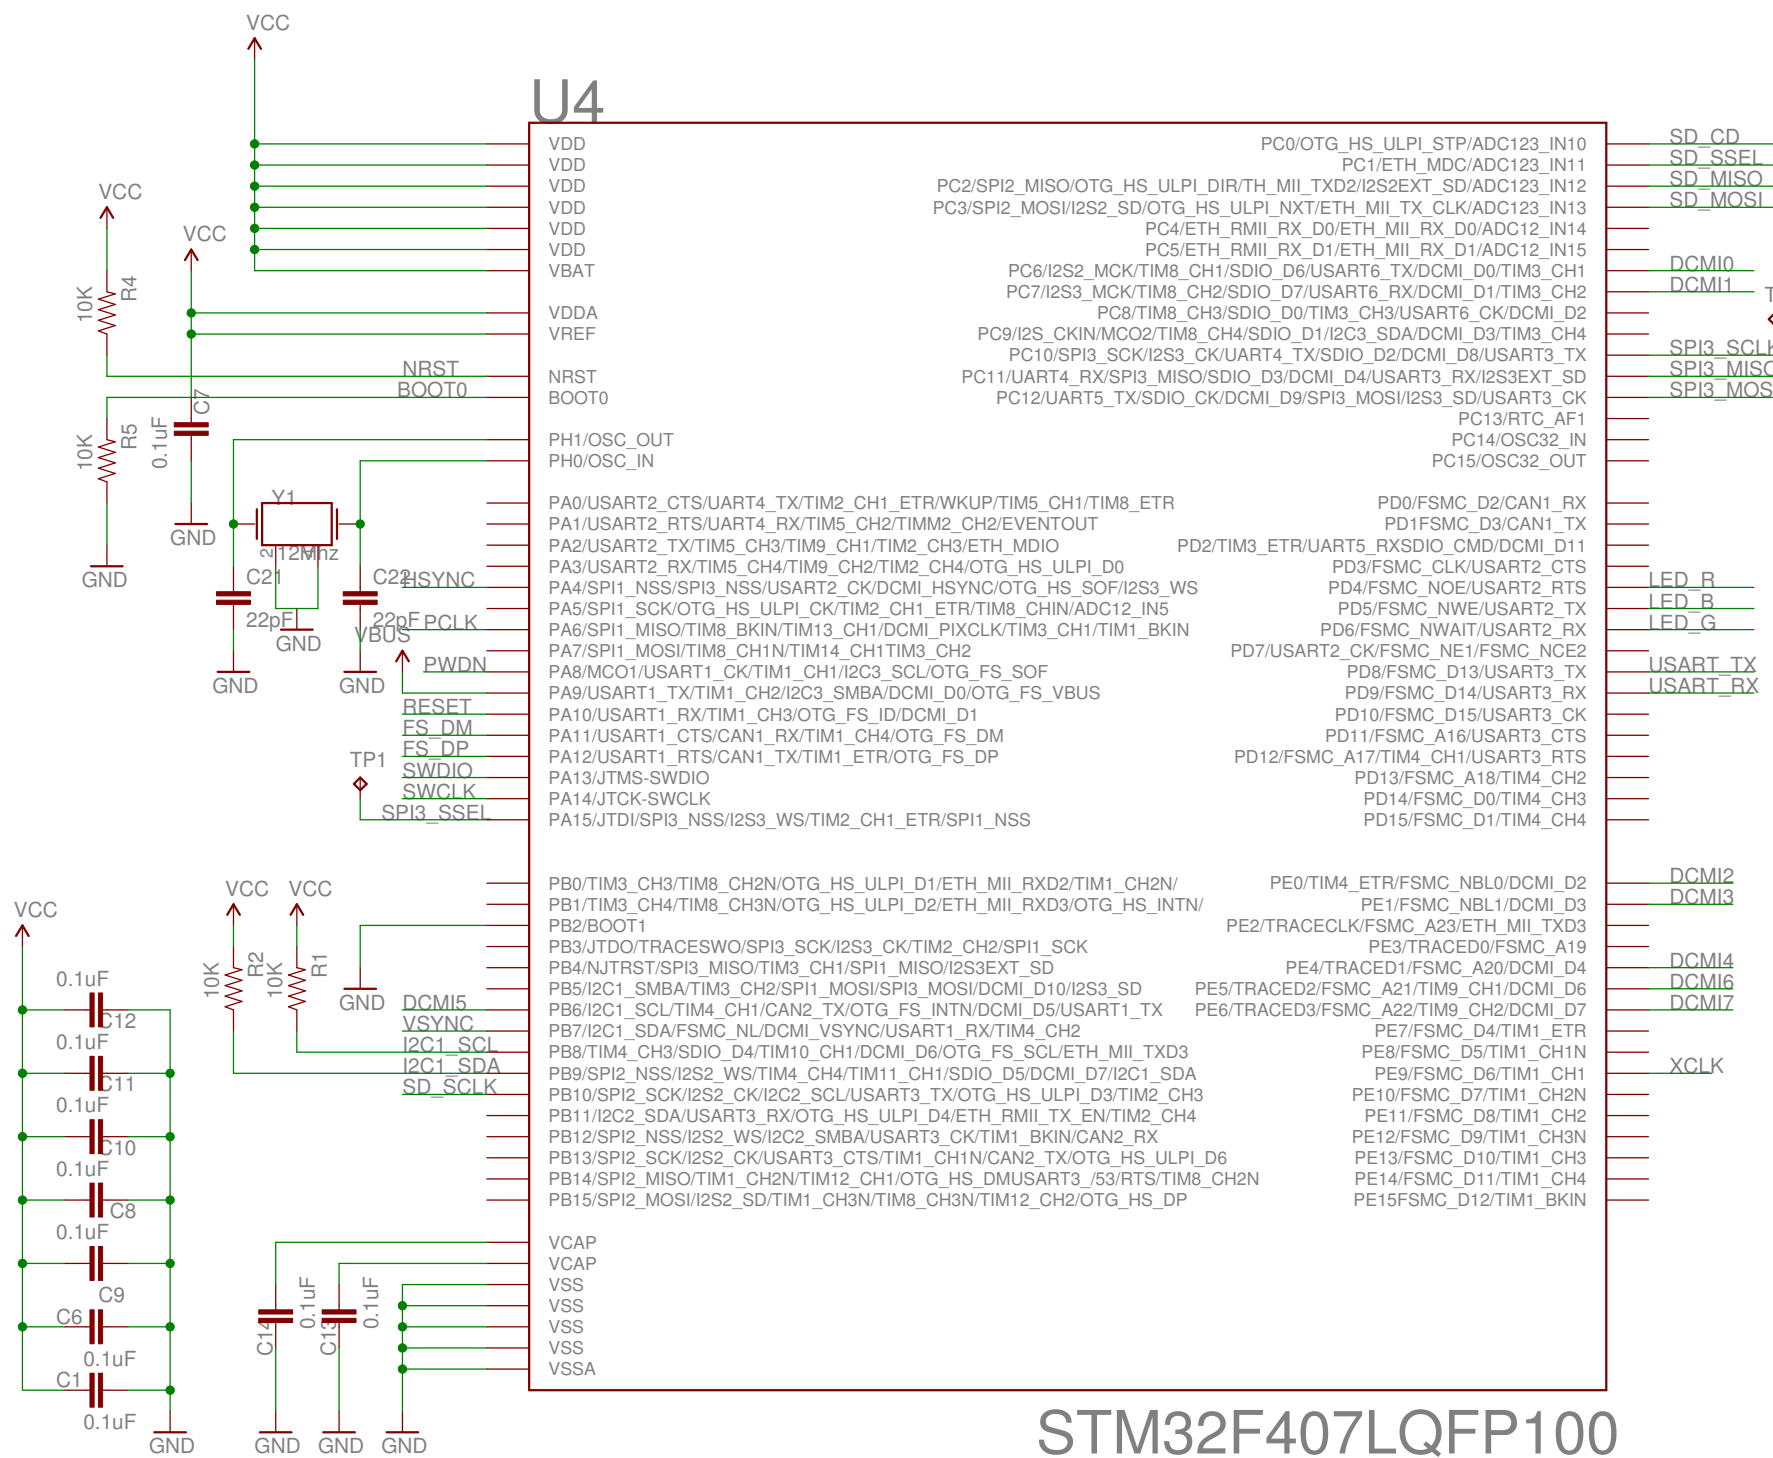 VCC
U4
VDD
VDD
VDD
VDD
VDD
VDD
VBAT
VDDA
VREF
NRST
BOOT0
PH1/OSC_OUT
PH0/OSC_IN
PA0/USART2_CTS/UART4_TX/TIM2_CH1_ETR/WKUP/TIM5_CH1/TIM8_ETR
PA1/USART2_RTS/UART4_RX/TIM5_CH2/TIMM2_CH2/EVENTOUT
PA2/USART2_TX/TIM5_CH3/TIM9_CH1/TIM2_CH3/ETH_MDIO
PA3/USART2_RX/TIM5_CH4/TIM9_CH2/TIM2_CH4/OTG_HS_ULPI_D0
PA4/SPI1_NSS/SPI3_NSS/USART2_CK/DCMI_HSYNC/OTG_HS_SOF/I2S3_WS
PA5/SPI1_SCK/OTG_HS_ULPI_CK/TIM2_CH1_ETR/TIM8_CHIN/ADC12_IN5
PA6/SPI1_MISO/TIM8_BKIN/TIM13_CH1/DCMI_PIXCLK/TIM3_CH1/TIM1_BKIN
PA7/SPI1_MOSI/TIM8_CH1N/TIM14_CH1TIM3_CH2
PA8/MCO1/USART1_CK/TIM1_CH1/I2C3_SCL/OTG_FS_SOF
PA9/USART1_TX/TIM1_CH2/I2C3_SMBA/DCMI_D0/OTG_FS_VBUS
PA10/USART1_RX/TIM1_CH3/OTG_FS_ID/DCMI_D1
PA11/USART1_CTS/CAN1_RX/TIM1_CH4/OTG_FS_DM
PA12/USART1_RTS/CAN1_TX/TIM1_ETR/OTG_FS_DP
PA13/JTMS-SWDIO
PA14/JTCK-SWCLK
PA15/JTDI/SPI3_NSS/I2S3_WS/TIM2_CH1_ETR/SPI1_NSS
PB0/TIM3_CH3/TIM8_CH2N/OTG_HS_ULPI_D1/ETH_MII_RXD2/TIM1_CH2N/
PB1/TIM3_CH4/TIM8_CH3N/OTG_HS_ULPI_D2/ETH_MII_RXD3/OTG_HS_INTN/
PB2/BOOT1
PB3/JTDO/TRACESWO/SPI3_SCK/I2S3_CK/TIM2_CH2/SPI1_SCK
PB4/NJTRST/SPI3_MISO/TIM3_CH1/SPI1_MISO/I2S3EXT_SD
PB5/I2C1_SMBA/TIM3_CH2/SPI1_MOSI/SPI3_MOSI/DCMI_D10/I2S3_SD
PB6/I2C1_SCL/TIM4_CH1/CAN2_TX/OTG_FS_INTN/DCMI_D5/USART1_TX
PB7/I2C1_SDA/FSMC_NL/DCMI_VSYNC/USART1_RX/TIM4_CH2
PB8/TIM4_CH3/SDIO_D4/TIM10_CH1/DCMI_D6/OTG_FS_SCL/ETH_MII_TXD3
PB9/SPI2_NSS/I2S2_WS/TIM4_CH4/TIM11_CH1/SDIO_D5/DCMI_D7/I2C1_SDA
PB10/SPI2_SCK/I2S2_CK/I2C2_SCL/USART3_TX/OTG_HS_ULPI_D3/TIM2_CH3
PB11/I2C2_SDA/USART3_RX/OTG_HS_ULPI_D4/ETH_RMII_TX_EN/TIM2_CH4
PB12/SPI2_NSS/I2S2_WS/I2C2_SMBA/USART3_CK/TIM1_BKIN/CAN2_RX
PB13/SPI2_SCK/I2S2_CK/USART3_CTS/TIM1_CH1N/CAN2_TX/OTG_HS_ULPI_D6
PB14/SPI2_MISO/TIM1_CH2N/TIM12_CH1/OTG_HS_DMUSART3_/53/RTS/TIM8_CH2N
PB15/SPI2_MOSI/I2S2_SD/TIM1_CH3N/TIM8_CH3N/TIM12_CH2/OTG_HS_DP
VCAP
VCAP
VSS
VSS
VSS
VSS
VSSA
PC0/OTG_HS_ULPI_STP/ADC123_IN10
PC1/ETH_MDC/ADC123_IN11
PC2/SPI2_MISO/OTG_HS_ULPI_DIR/TH_MII_TXD2/I2S2EXT_SD/ADC123_IN12
PC3/SPI2_MOSI/I2S2_SD/OTG_HS_ULPI_NXT/ETH_MII_TX_CLK/ADC123_IN13
PC4/ETH_RMII_RX_D0/ETH_MII_RX_D0/ADC12_IN14
PC5/ETH_RMII_RX_D1/ETH_MII_RX_D1/ADC12_IN15
PC6/I2S2_MCK/TIM8_CH1/SDIO_D6/USART6_TX/DCMI_D0/TIM3_CH1
PC7/I2S3_MCK/TIM8_CH2/SDIO_D7/USART6_RX/DCMI_D1/TIM3_CH2
PC8/TIM8_CH3/SDIO_D0/TIM3_CH3/USART6_CK/DCMI_D2
PC9/I2S_CKIN/MCO2/TIM8_CH4/SDIO_D1/I2C3_SDA/DCMI_D3/TIM3_CH4
PC10/SPI3_SCK/I2S3_CK/UART4_TX/SDIO_D2/DCMI_D8/USART3_TX
PC11/UART4_RX/SPI3_MISO/SDIO_D3/DCMI_D4/USART3_RX/I2S3EXT_SD
PC12/UART5_TX/SDIO_CK/DCMI_D9/SPI3_MOSI/I2S3_SD/USART3_CK
PC13/RTC_AF1
PC14/OSC32_IN
PC15/OSC32_OUT
PD0/FSMC_D2/CAN1_RX
PD1FSMC_D3/CAN1_TX
PD2/TIM3_ETR/UART5_RXSDIO_CMD/DCMI_D11
PD3/FSMC_CLK/USART2_CTS
PD4/FSMC_NOE/USART2_RTS
PD5/FSMC_NWE/USART2_TX
PD6/FSMC_NWAIT/USART2_RX
PD7/USART2_CK/FSMC_NE1/FSMC_NCE2
PD8/FSMC_D13/USART3_TX
PD9/FSMC_D14/USART3_RX
PD10/FSMC_D15/USART3_CK
PD11/FSMC_A16/USART3_CTS
PD12/FSMC_A17/TIM4_CH1/USART3_RTS
PD13/FSMC_A18/TIM4_CH2
PD14/FSMC_D0/TIM4_CH3
PD15/FSMC_D1/TIM4_CH4
PE0/TIM4_ETR/FSMC_NBL0/DCMI_D2
PE1/FSMC_NBL1/DCMI_D3
PE2/TRACECLK/FSMC_A23/ETH_MII_TXD3
PE3/TRACED0/FSMC_A19
PE4/TRACED1/FSMC_A20/DCMI_D4
PE5/TRACED2/FSMC_A21/TIM9_CH1/DCMI_D6
PE6/TRACED3/FSMC_A22/TIM9_CH2/DCMI_D7
PE7/FSMC_D4/TIM1_ETR
PE8/FSMC_D5/TIM1_CH1N
PE9/FSMC_D6/TIM1_CH1
PE10/FSMC_D7/TIM1_CH2N
PE11/FSMC_D8/TIM1_CH2
PE12/FSMC_D9/TIM1_CH3N
PE13/FSMC_D10/TIM1_CH3
PE14/FSMC_D11/TIM1_CH4
PE15FSMC_D12/TIM1_BKIN
SD_CD
SD_SSEL
SD_MISO
SD_MOSI
DCMI0
DCMI1
SPI3_SCLK
SPI3_MISO
SPI3_MOS
LED_R
LED_B
LED_G
USART_TX
USART_RX
DCMI2
DCMI3
DCMI4
DCMI6
DCMI7
XCLK
VCC
R4
10K
VCC
NRST
BOOT0
C7
0.1uF
R5
10K
GND
GND
Y1
12Mhz
2
C21
22pF
C22
22pF
GND
GND
GND
HSYNC
PCLK
VBUS
PWDN
RESET
FS_DM
FS_DP
TP1
SWDIO
SWCLK
SPI3_SSEL
VCC
VCC
R2
10K
R1
10K
GND
DCMI5
VSYNC
I2C1_SCL
I2C1_SDA
SD_SCLK
VCC
0.1uF
C12
0.1uF
C11
0.1uF
C10
0.1uF
C8
0.1uF
C9
C6
0.1uF
C1
0.1uF
GND
C14
0.1uF
C13
0.1uF
GND
GND
GND
STM32F407LQFP100